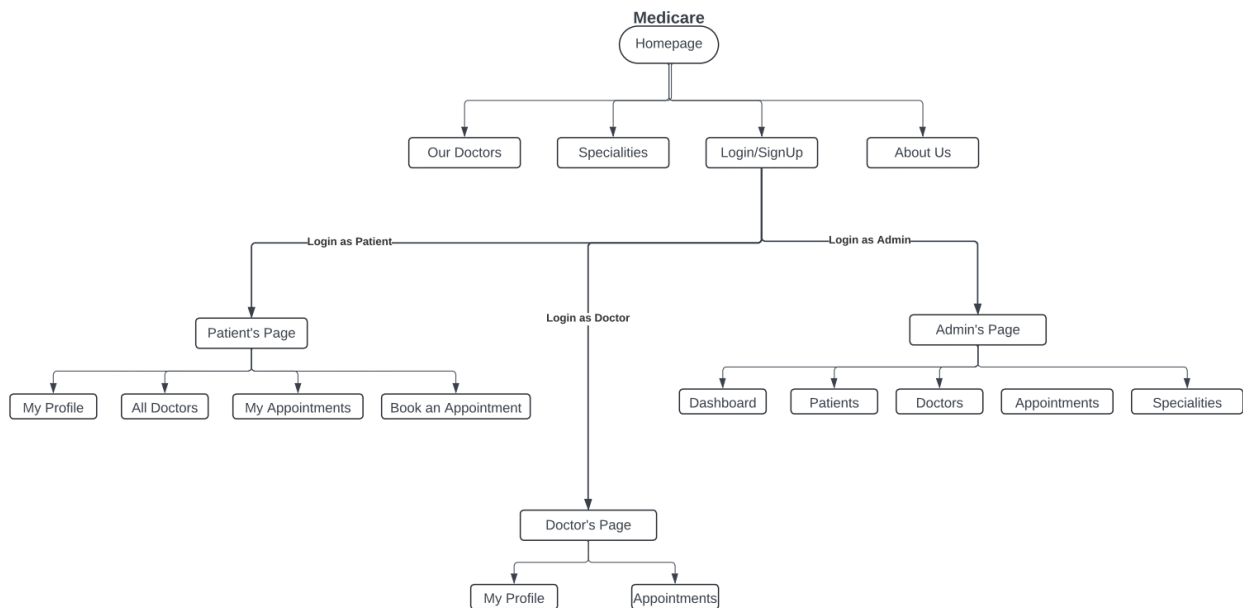 Medicare
Homepage
Our Doctors
Specialities
Login/SignUp
About Us
Login as Patient
Login as Admin
Login as Doctor
Patient's Page
Admin's Page
My Profile
All Doctors
My Appointments
Book an Appointment
Dashboard
Patients
Doctors
Appointments
Specialities
Doctor's Page
My Profile
Appointments